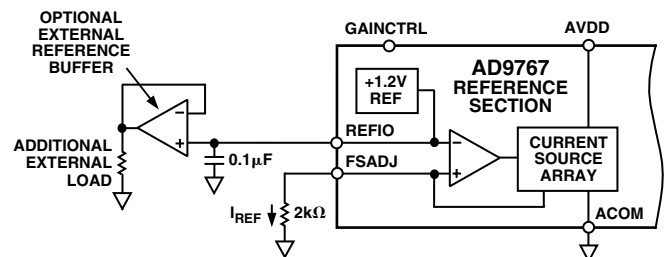 OPTIONAL
EXTERNAL
REFERENCE
BUFFER
GAINCTRL
AVDD
+1.2V
REF
AD9767
REFERENCE
SECTION
REFIO
–
+
ADDITIONAL
EXTERNAL
LOAD
0.1μF
FSADJ
–
+
CURRENT
SOURCE
ARRAY
IREF
2kΩ
ACOM